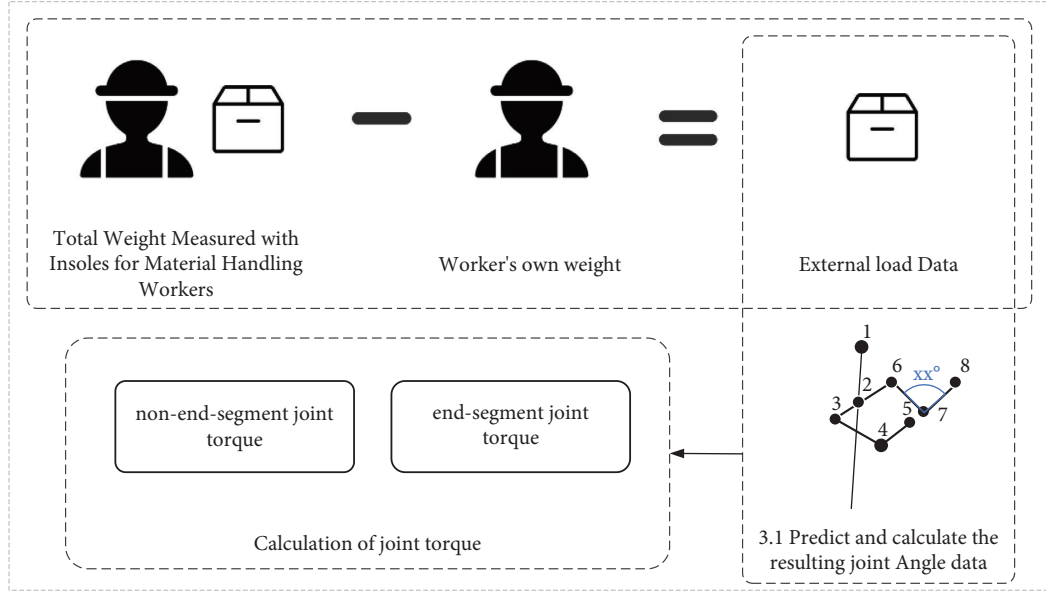 Total Weight Measured with
Insoles for Material Handling
Workers
Worker's own weight
External load Data
1
2
3
4
5
6
7
8
xx°
non-end-segment joint
torque
end-segment joint
torque
Calculation of joint torque
3.1 Predict and calculate the
resulting joint Angle data